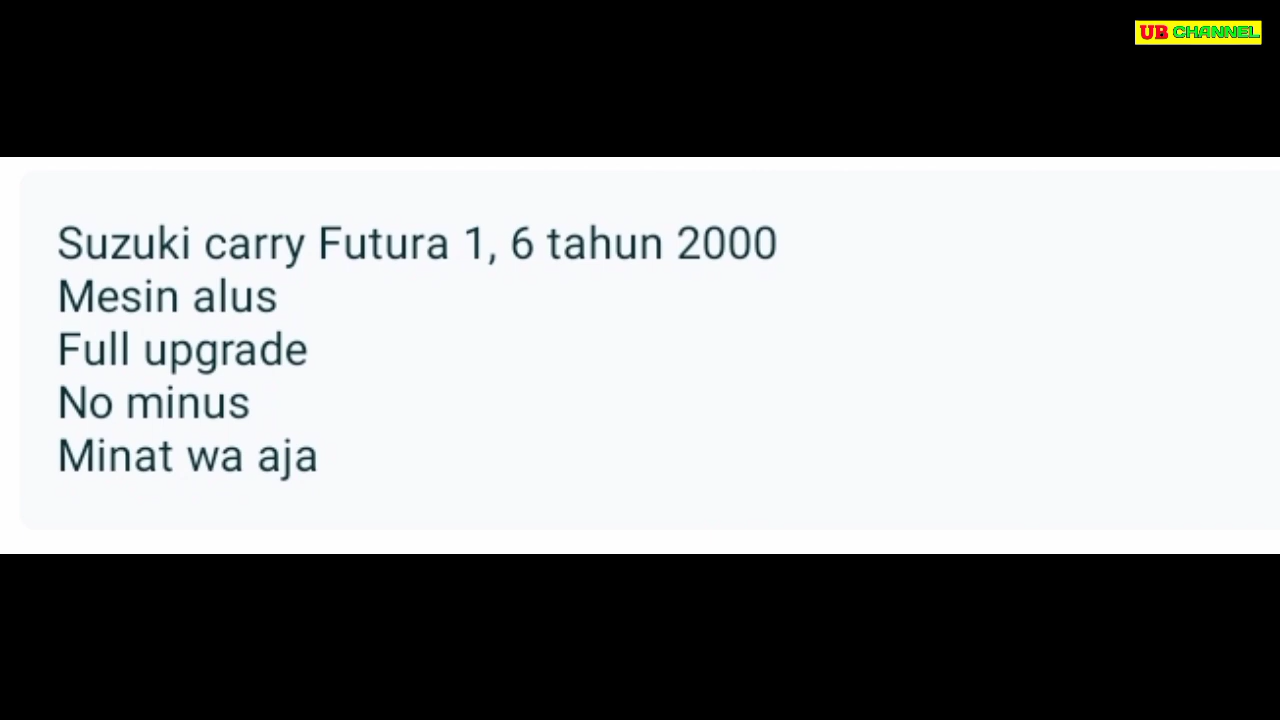 UB CHANNEL
Suzuki carry Futura 1, 6 tahun 2000
Mesin alus
Full upgrade
No minus
Minat wa aja